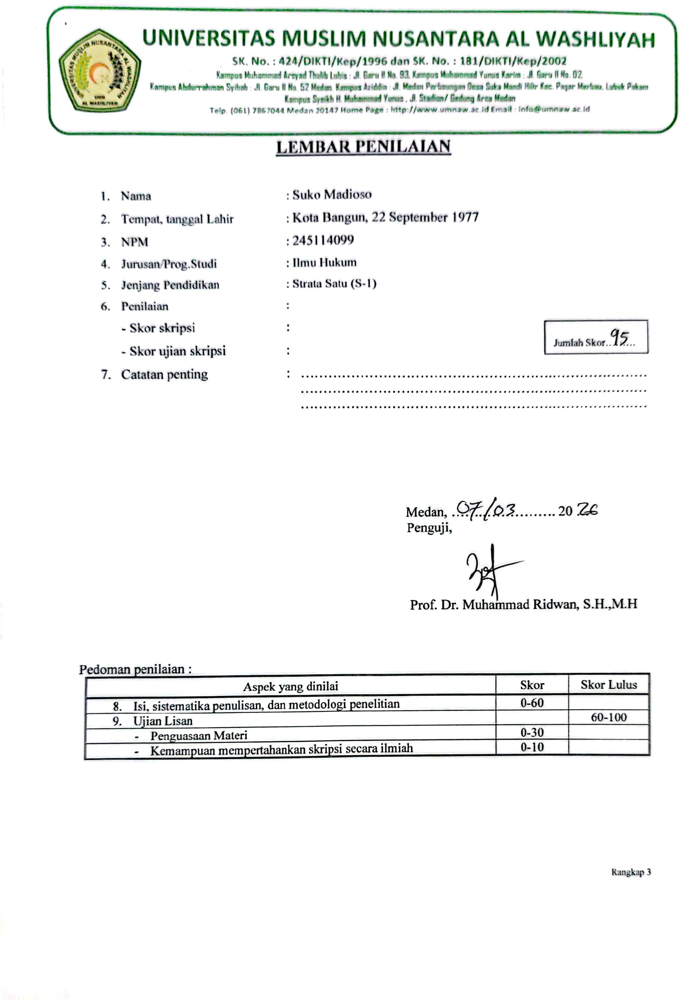 UNIVERSITAS MUSLIM NUSANTARA AL WASHLIYAH
SK. No. : 424/DIKTI/Kep/1996 dan SK. No. : 181/DIKTI/Kep/2002
Kampus Muhammad Arsyad Thalib Lubis : Jl. Garu II No. 93, Kampus Muhammad Yunus Karim : Jl. Garu II No. 02,
Kampus Abdurrahman Syihab : Jl. Garu II No. 52 Medan, Kampus Aziddin : Jl. Medan Perbaungan Desa Suka Mandi Hilir Kec. Pagar Merbau, Lubuk Pakam
Kampus Syeikh H. Muhammad Yunus, Jl. Stadion/ Gedung Arca Medan
Telp. (061) 7867044 Medan 20147 Home Page : http://www.umnaw.ac.id Email : info@umnaw.ac.id
UNIVERSITAS MUSLIM NUSANTARA AL WASHLIYAH
UMN
AL WASHLIYAH
LEMBAR PENILAIAN
1. Nama : Suko Madioso
2. Tempat, tanggal Lahir : Kota Bangun, 22 September 1977
3. NPM : 245114099
4. Jurusan/Prog.Studi : Ilmu Hukum
5. Jenjang Pendidikan : Strata Satu (S-1)
6. Penilaian :
- Skor skripsi :
Jumlah Skor..95....
- Skor ujian skripsi :
7. Catatan penting : ................................................................................
................................................................................
................................................................................
Medan, ....07/03......... 20 26
Penguji,
Prof. Dr. Muhammad Ridwan, S.H.,M.H
Pedoman penilaian :
Aspek yang dinilai Skor Skor Lulus
8. Isi, sistematika penulisan, dan metodologi penelitian 0-60
9. Ujian Lisan 60-100
- Penguasaan Materi 0-30
- Kemampuan mempertahankan skripsi secara ilmiah 0-10
Rangkap 3